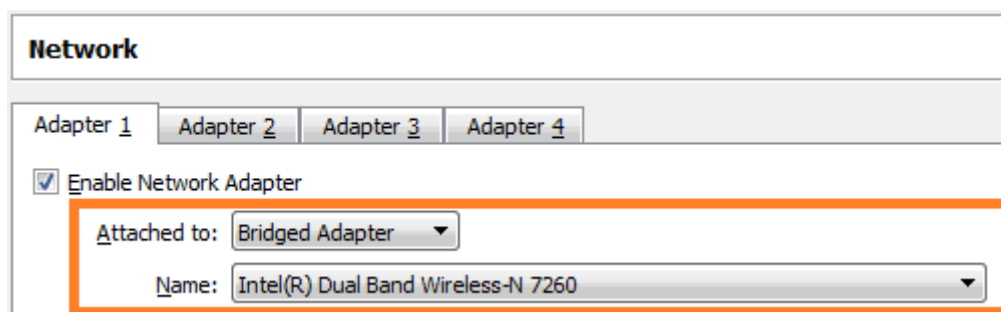 Network
Adapter 1 Adapter 2 Adapter 3 Adapter 4
Enable Network Adapter
Attached to: Bridged Adapter
Name: Intel(R) Dual Band Wireless-N 7260